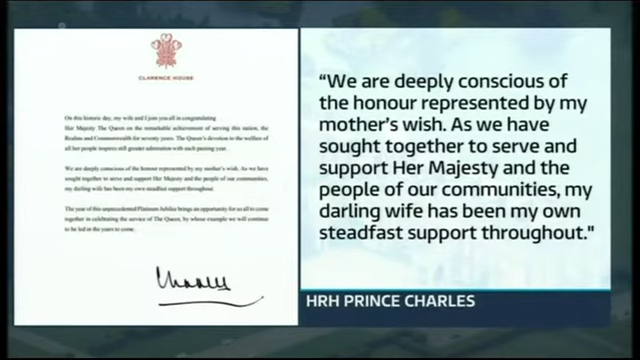 CLARENCE HOUSE
On this historic day, my wife and I join you all in congratulating
Her Majesty The Queen on the remarkable achievement of serving this nation, the
Realms and Commonwealth for seventy years. The Queen's devotion to the welfare of
all her people inspires still greater admiration with each passing year.
We are deeply conscious of the honour represented by my mother's wish. As we have
sought together to serve and support Her Majesty and the people of our communities,
my darling wife has been my own steadfast support throughout.
The year of this unprecedented Platinum Jubilee brings an opportunity for us all to come
together in celebrating the service of The Queen, by whose example we will continue
to be led in the years to come.
Charles
“We are deeply conscious of
the honour represented by my
mother's wish. As we have
sought together to serve and
support Her Majesty and the
people of our communities, my
darling wife has been my own
steadfast support throughout."
HRH PRINCE CHARLES